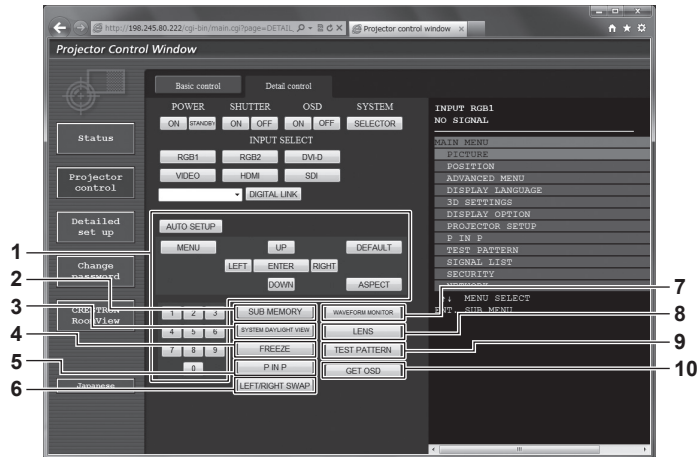 http://198.245.80.222/cgi-bin/main.cgi?page=DETAIL_
Projector control window
Projector Control Window
Basic control
Detail control
POWER SHUTTER OSD SYSTEM
ON STANDBY ON OFF ON OFF SELECTOR
INPUT SELECT
RGB1 RGB2 DVI-D
VIDEO HDMI SDI
DIGITAL LINK
AUTO SETUP
MENU UP DEFAULT
LEFT ENTER RIGHT
DOWN ASPECT
1 2 3 SUB MEMORY WAVEFORM MONITOR
4 5 6 SYSTEM DAYLIGHT VIEW LENS
7 8 9 FREEZE TEST PATTERN
0 P IN P GET OSD
LEFT/RIGHT SWAP
Status
Projector
control
Detailed
set up
Change
password
CRESTRON
RoomView
Japanese
INPUT RGB1
NO SIGNAL
MAIN MENU
PICTURE
POSITION
ADVANCED MENU
DISPLAY LANGUAGE
3D SETTINGS
DISPLAY OPTION
PROJECTOR SETUP
P IN P
TEST PATTERN
SIGNAL LIST
SECURITY
NETWORK
MENU SELECT
ENT. SUB MENU
1
2
3
4
5
6
7
8
9
10